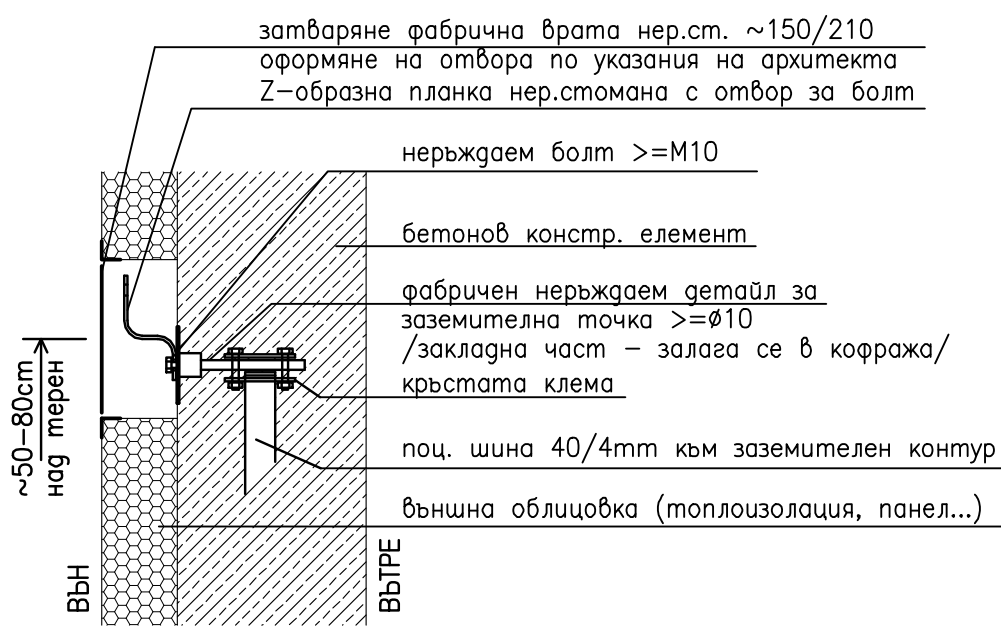 затваряне фабрична врата нер.ст. ~150/210
оформяне на отвора по указания на архитекта
Z-образна планка нер.стомана с отвор за болт
неръждаем болт >=M10
бетонов констр. елемент
фабричен неръждаем детайл за
заземителна точка >=ø10
/закладна част – залага се в кофража/
кръстата клема
~50-80cm
над терен
поц. шина 40/4mm към заземителен контур
външна облицовка (топлоизолация, панел...)
ВЪН
ВЪТРЕ